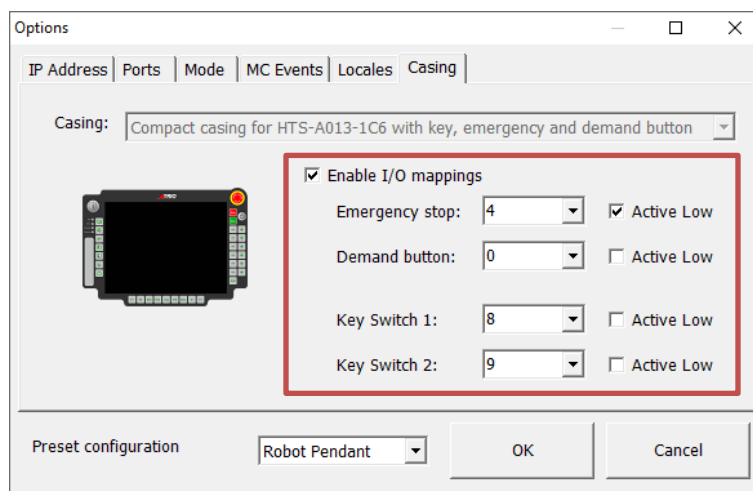 Options
IP Address Ports Mode MC Events Locales Casing
Casing: Compact casing for HTS-A013-1C6 with key, emergency and demand button
Enable I/O mappings
Emergency stop: 4 Active Low
Demand button: 0 Active Low
Key Switch 1: 8 Active Low
Key Switch 2: 9 Active Low
Preset configuration Robot Pendant OK Cancel